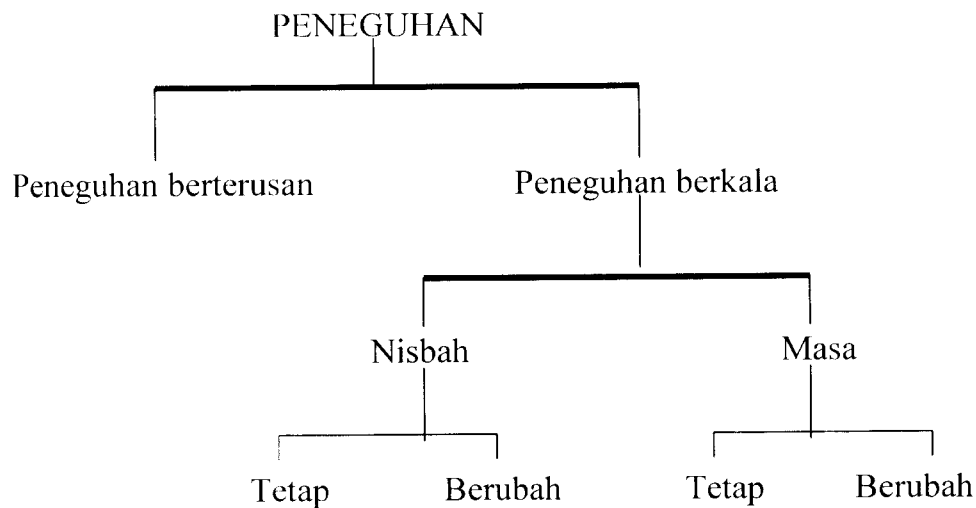 PENEGUHAN
Peneguhan berterusan
Peneguhan berkala
Nisbah
Masa
Tetap
Berubah
Tetap
Berubah